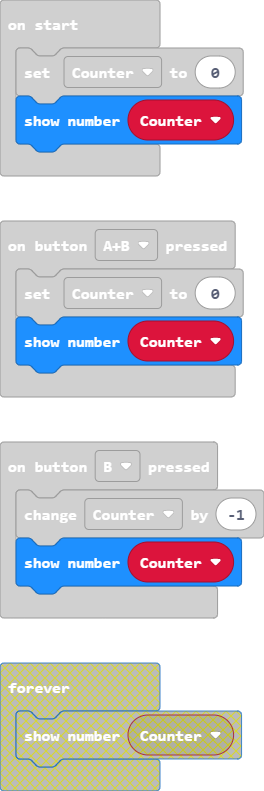 on start
set Counter to 0
show number Counter
on button A+B pressed
set Counter to 0
show number Counter
on button B pressed
change Counter by -1
show number Counter
forever
show number Counter